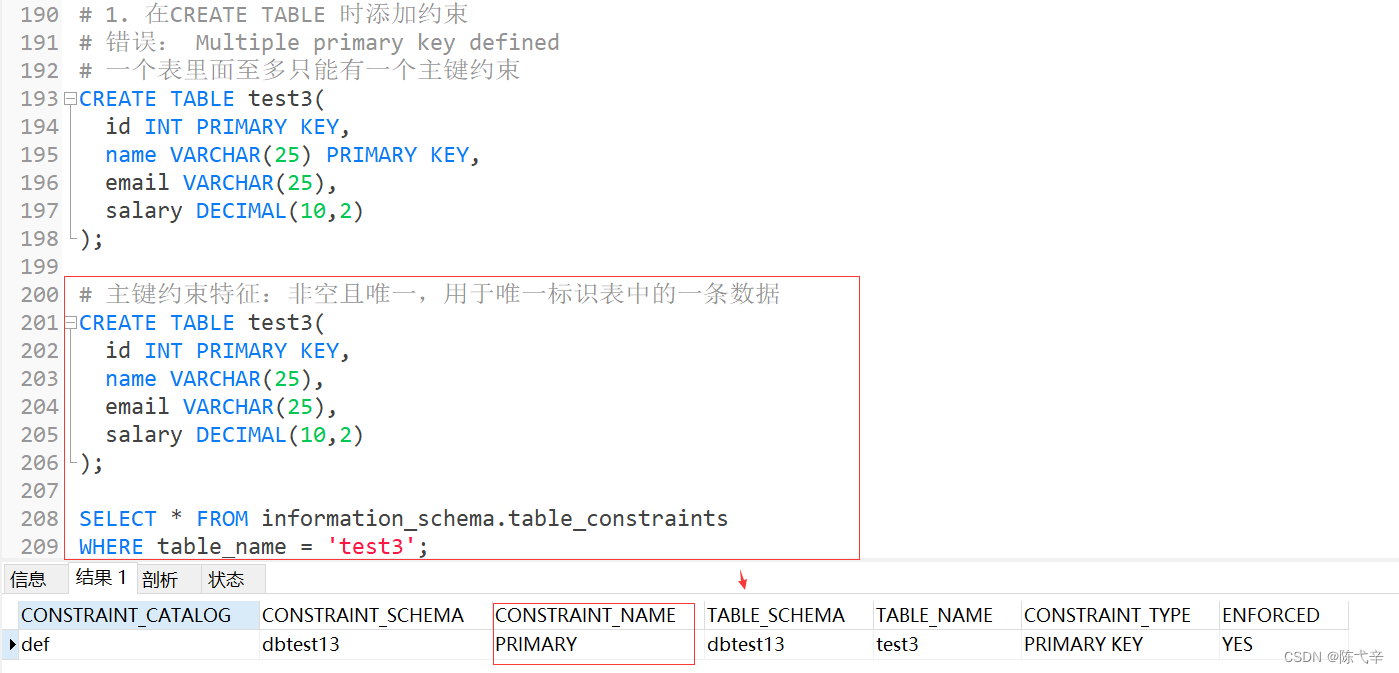 190 # 1. 在CREATE TABLE 时添加约束
191 # 错误： Multiple primary key defined
192 # 一个表里面至多只能有一个主键约束
193 CREATE TABLE test3(
194 id INT PRIMARY KEY,
195 name VARCHAR(25) PRIMARY KEY,
196 email VARCHAR(25),
197 salary DECIMAL(10,2)
198 );
199
200 # 主键约束特征：非空且唯一，用于唯一标识表中的一条数据
201 CREATE TABLE test3(
202 id INT PRIMARY KEY,
203 name VARCHAR(25),
204 email VARCHAR(25),
205 salary DECIMAL(10,2)
206 );
207
208 SELECT * FROM information_schema.table_constraints
209 WHERE table_name = 'test3';
信息 结果 1 剖析 状态
CONSTRAINT_CATALOG CONSTRAINT_SCHEMA CONSTRAINT_NAME TABLE_SCHEMA TABLE_NAME CONSTRAINT_TYPE ENFORCED
def dbtest13 PRIMARY dbtest13 test3 PRIMARY KEY YES
CSDN @陈弋辛